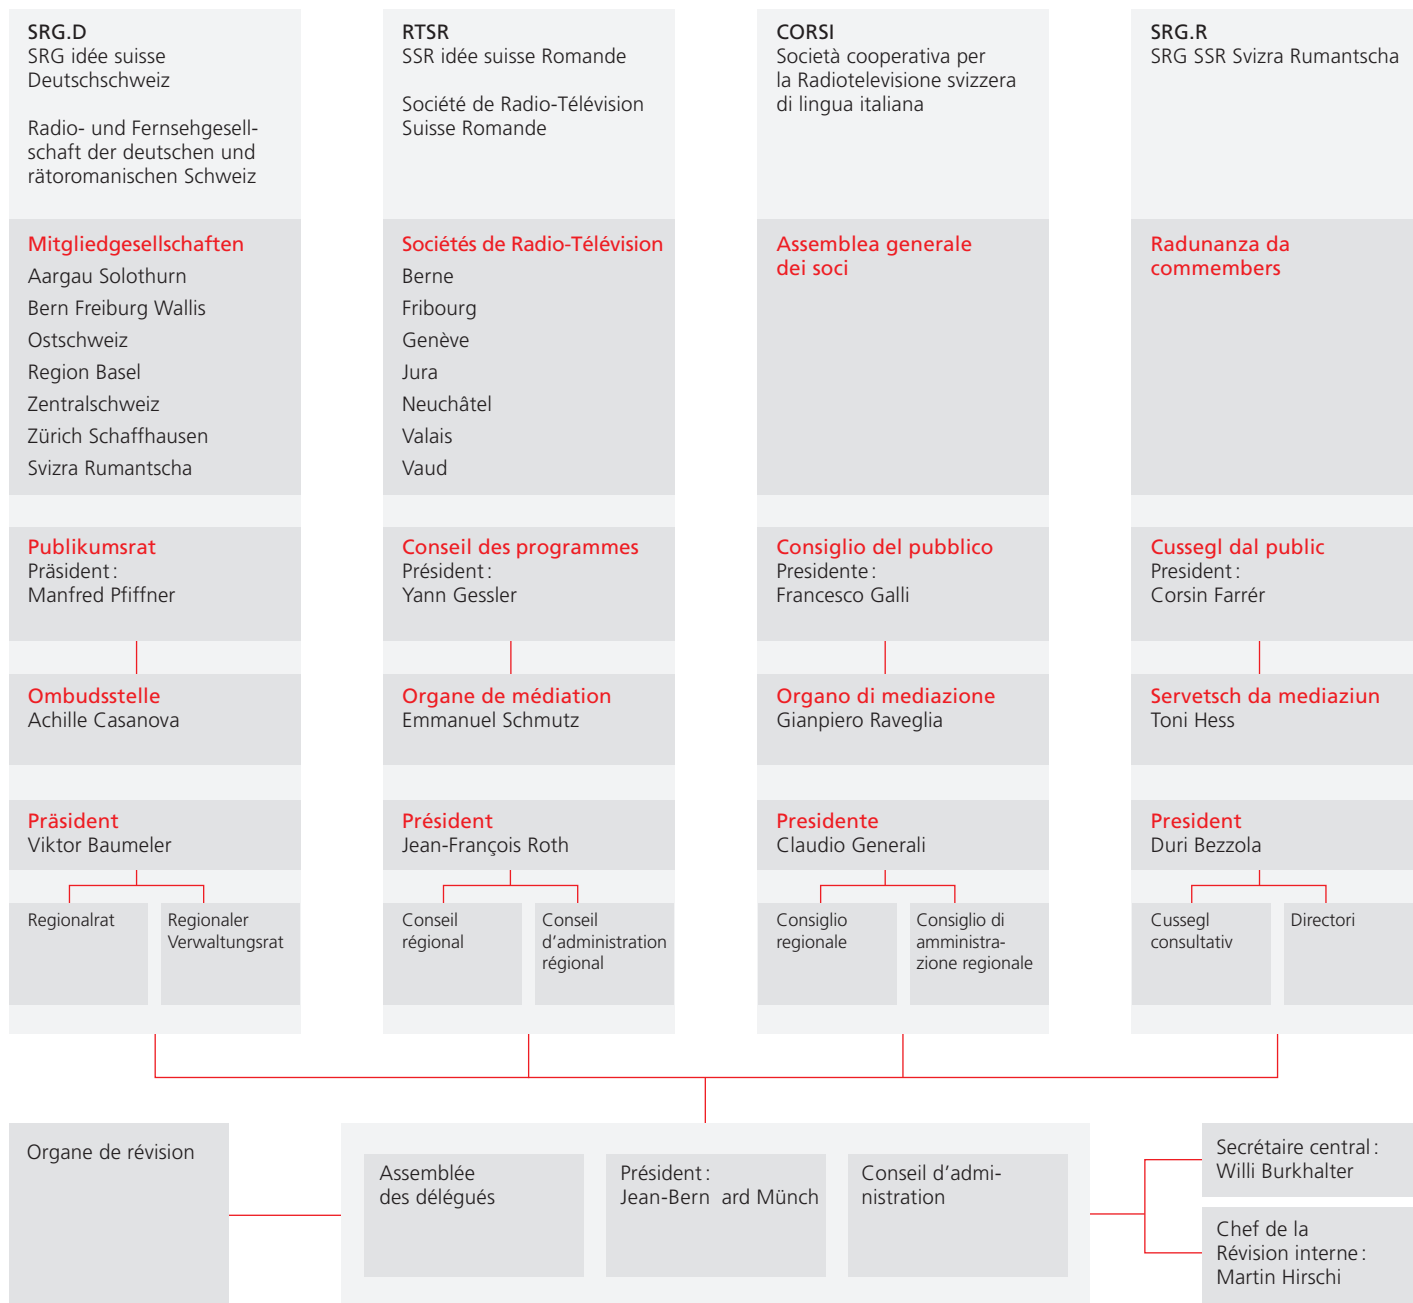 SRG.D
SRG idée suisse
Deutschschweiz
Radio- und Fernsehgesell-
schaft der deutschen und
rätoromanischen Schweiz
Mitgliedgesellschaften
Aargau Solothurn
Bern Freiburg Wallis
Ostschweiz
Region Basel
Zentralschweiz
Zürich Schaffhausen
Svizra Rumantscha
Publikumsrat
Präsident :
Manfred Pfiffner
Ombudsstelle
Achille Casanova
Präsident
Viktor Baumeler
Regionalrat
Regionaler
Verwaltungsrat
RTSR
SSR idée suisse Romande
Société de Radio-Télévision
Suisse Romande
Sociétés de Radio-Télévision
Berne
Fribourg
Genève
Jura
Neuchâtel
Valais
Vaud
Conseil des programmes
Président :
Yann Gessler
Organe de médiation
Emmanuel Schmutz
Président
Jean-François Roth
Conseil
régional
Conseil
d'administration
régional
CORSI
Società cooperativa per
la Radiotelevisione svizzera
di lingua italiana
Assemblea generale
dei soci
Consiglio del pubblico
Presidente :
Francesco Galli
Organo di mediazione
Gianpiero Raveglia
Presidente
Claudio Generali
Consiglio
regionale
Consiglio di
amministra-
zione regionale
SRG.R
SRG SSR Svizra Rumantscha
Radunanza da
commembers
Cussegl dal public
President :
Corsin Farrér
Servetsch da mediaziun
Toni Hess
President
Duri Bezzola
Cussegl
consultativ
Directori
Organe de révision
Assemblée
des délégués
Président :
Jean-Bern ard Münch
Conseil d'admi-
nistration
Secrétaire central :
Willi Burkhalter
Chef de la
Révision interne :
Martin Hirschi